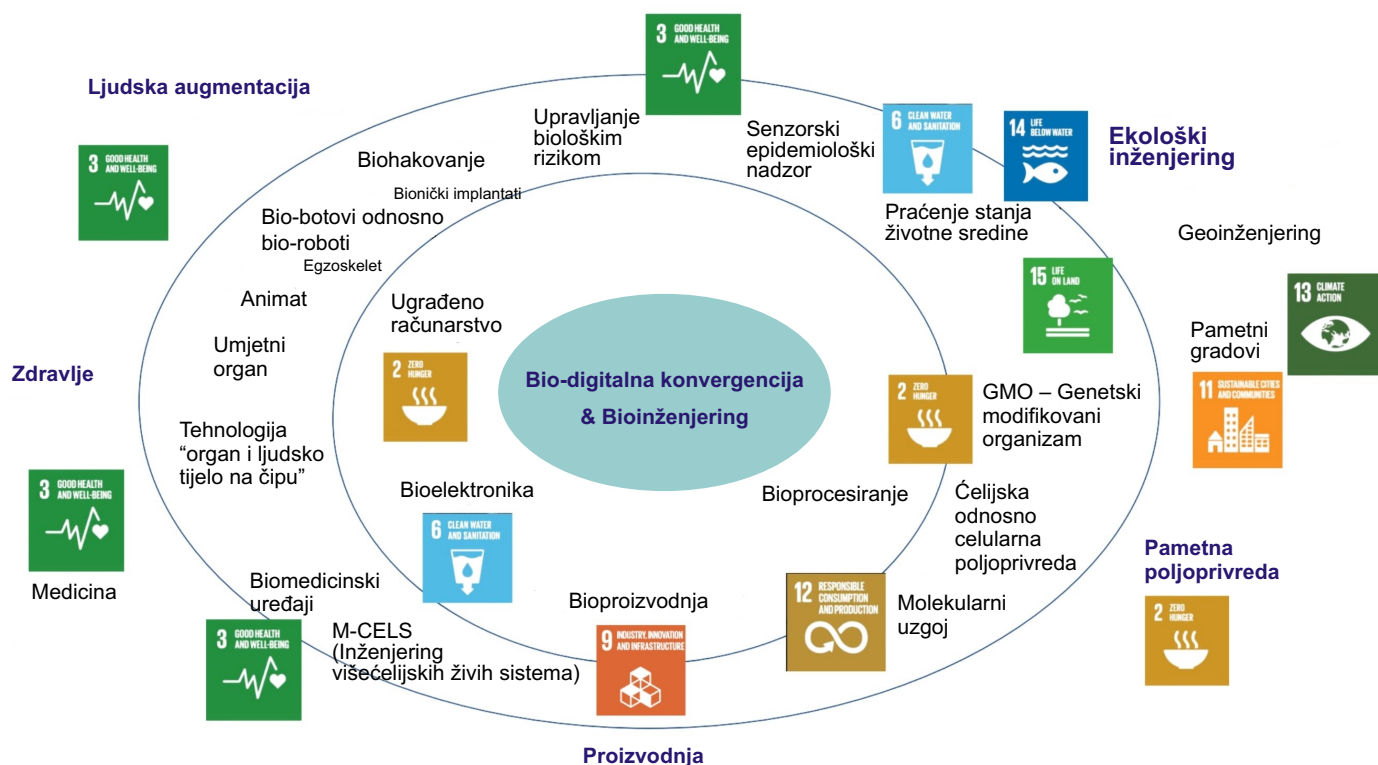 3 GOOD HEALTH
AND WELL-BEING
Ljudska augmentacija
3 GOOD HEALTH
AND WELL-BEING
Biohakovanje
Bionički implantati
Bio-botovi odnosno
bio-roboti
Egzoskelet
Animat
Umjetni
organ
Upravljanje
biološkim
rizikom
Senzorski
epidemiološki
nadzor
6 CLEAN WATER
AND SANITATION
14 LIFE
BELOW WATER
Ekološki
inženjering
Praćenje stanja
životne sredine
Geoinženjering
15 LIFE
ON LAND
13 CLIMATE
ACTION
Pametni
gradovi
11 SUSTAINABLE CITIES
AND COMMUNITIES
Ugrađeno
računarstvo
2 ZERO
HUNGER
Bio-digitalna konvergencija
& Bioinženjering
2 ZERO
HUNGER
GMO – Genetski
modifikovani
organizam
Zdravlje
Tehnologija
“organ i ljudsko
tijelo na čipu”
3 GOOD HEALTH
AND WELL-BEING
Medicina
Bioelektronika
6 CLEAN WATER
AND SANITATION
Bioprocesiranje
Ćelijska
odnosno
celularna
poljoprivreda
Pametna
poljoprivreda
2 ZERO
HUNGER
Biomedicinski
uređaji
3 GOOD HEALTH
AND WELL-BEING
M-CELS
(Inženjering
višećelijskih živih sistema)
Bioproizvodnja
9 INDUSTRY, INNOVATION
AND INFRASTRUCTURE
12 RESPONSIBLE
CONSUMPTION
AND PRODUCTION
Molekularni
uzgoj
Proizvodnja